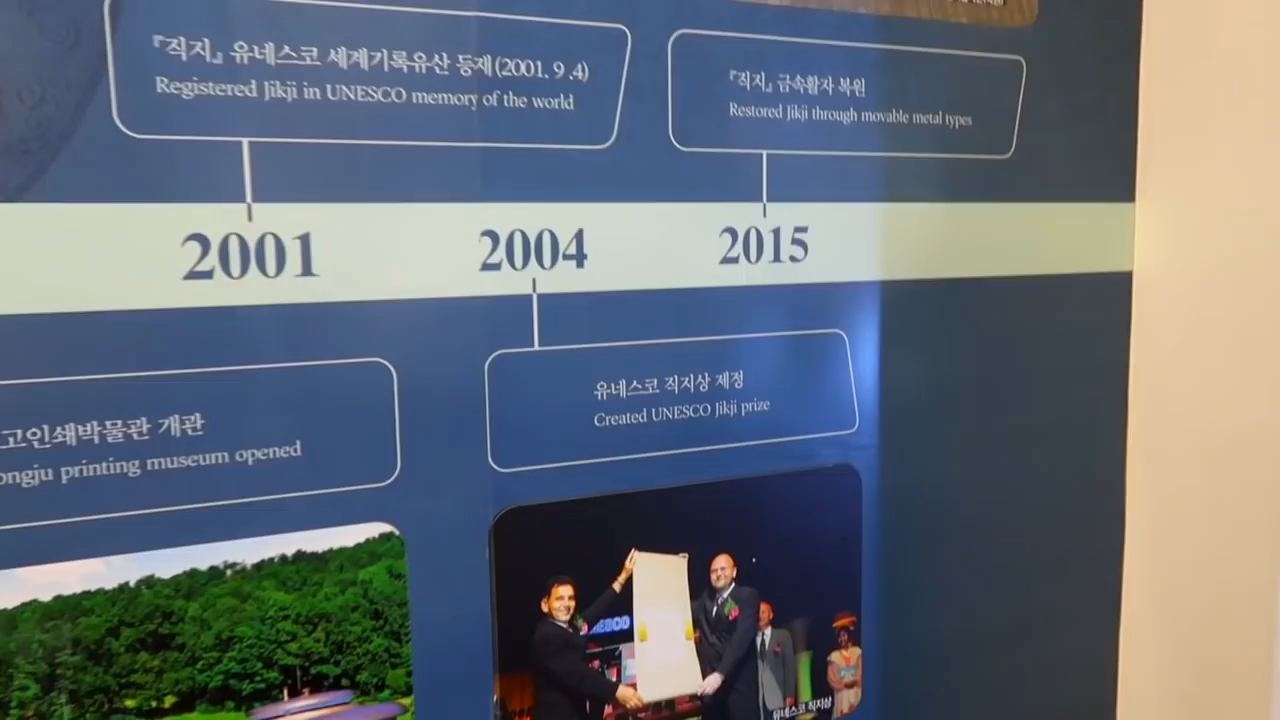 『직지』 유네스코 세계기록유산 등재(2001. 9 .4)
Registered Jikji in UNESCO memory of the world
『직지』 금속활자 복원
Restored Jikji through movable metal types
2001
2004
2015
고인쇄박물관 개관
ongju printing museum opened
유네스코 직지상 제정
Created UNESCO Jikji prize
유네스코 직지상